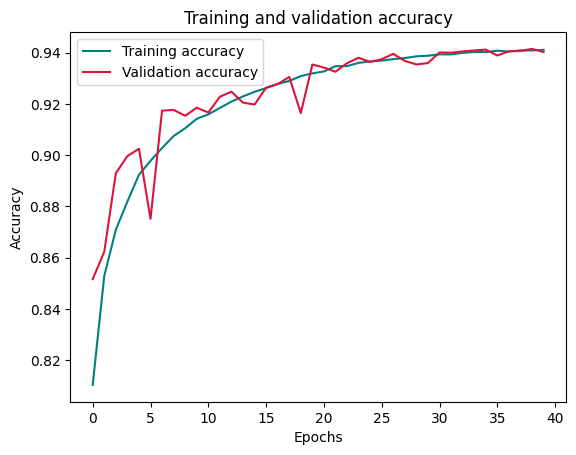 Training and validation accuracy
Training accuracy
Validation accuracy
0.94
0.92
0.90
0.88
0.86
0.84
0.82
Accuracy
0 5 10 15 20 25 30 35 40
Epochs